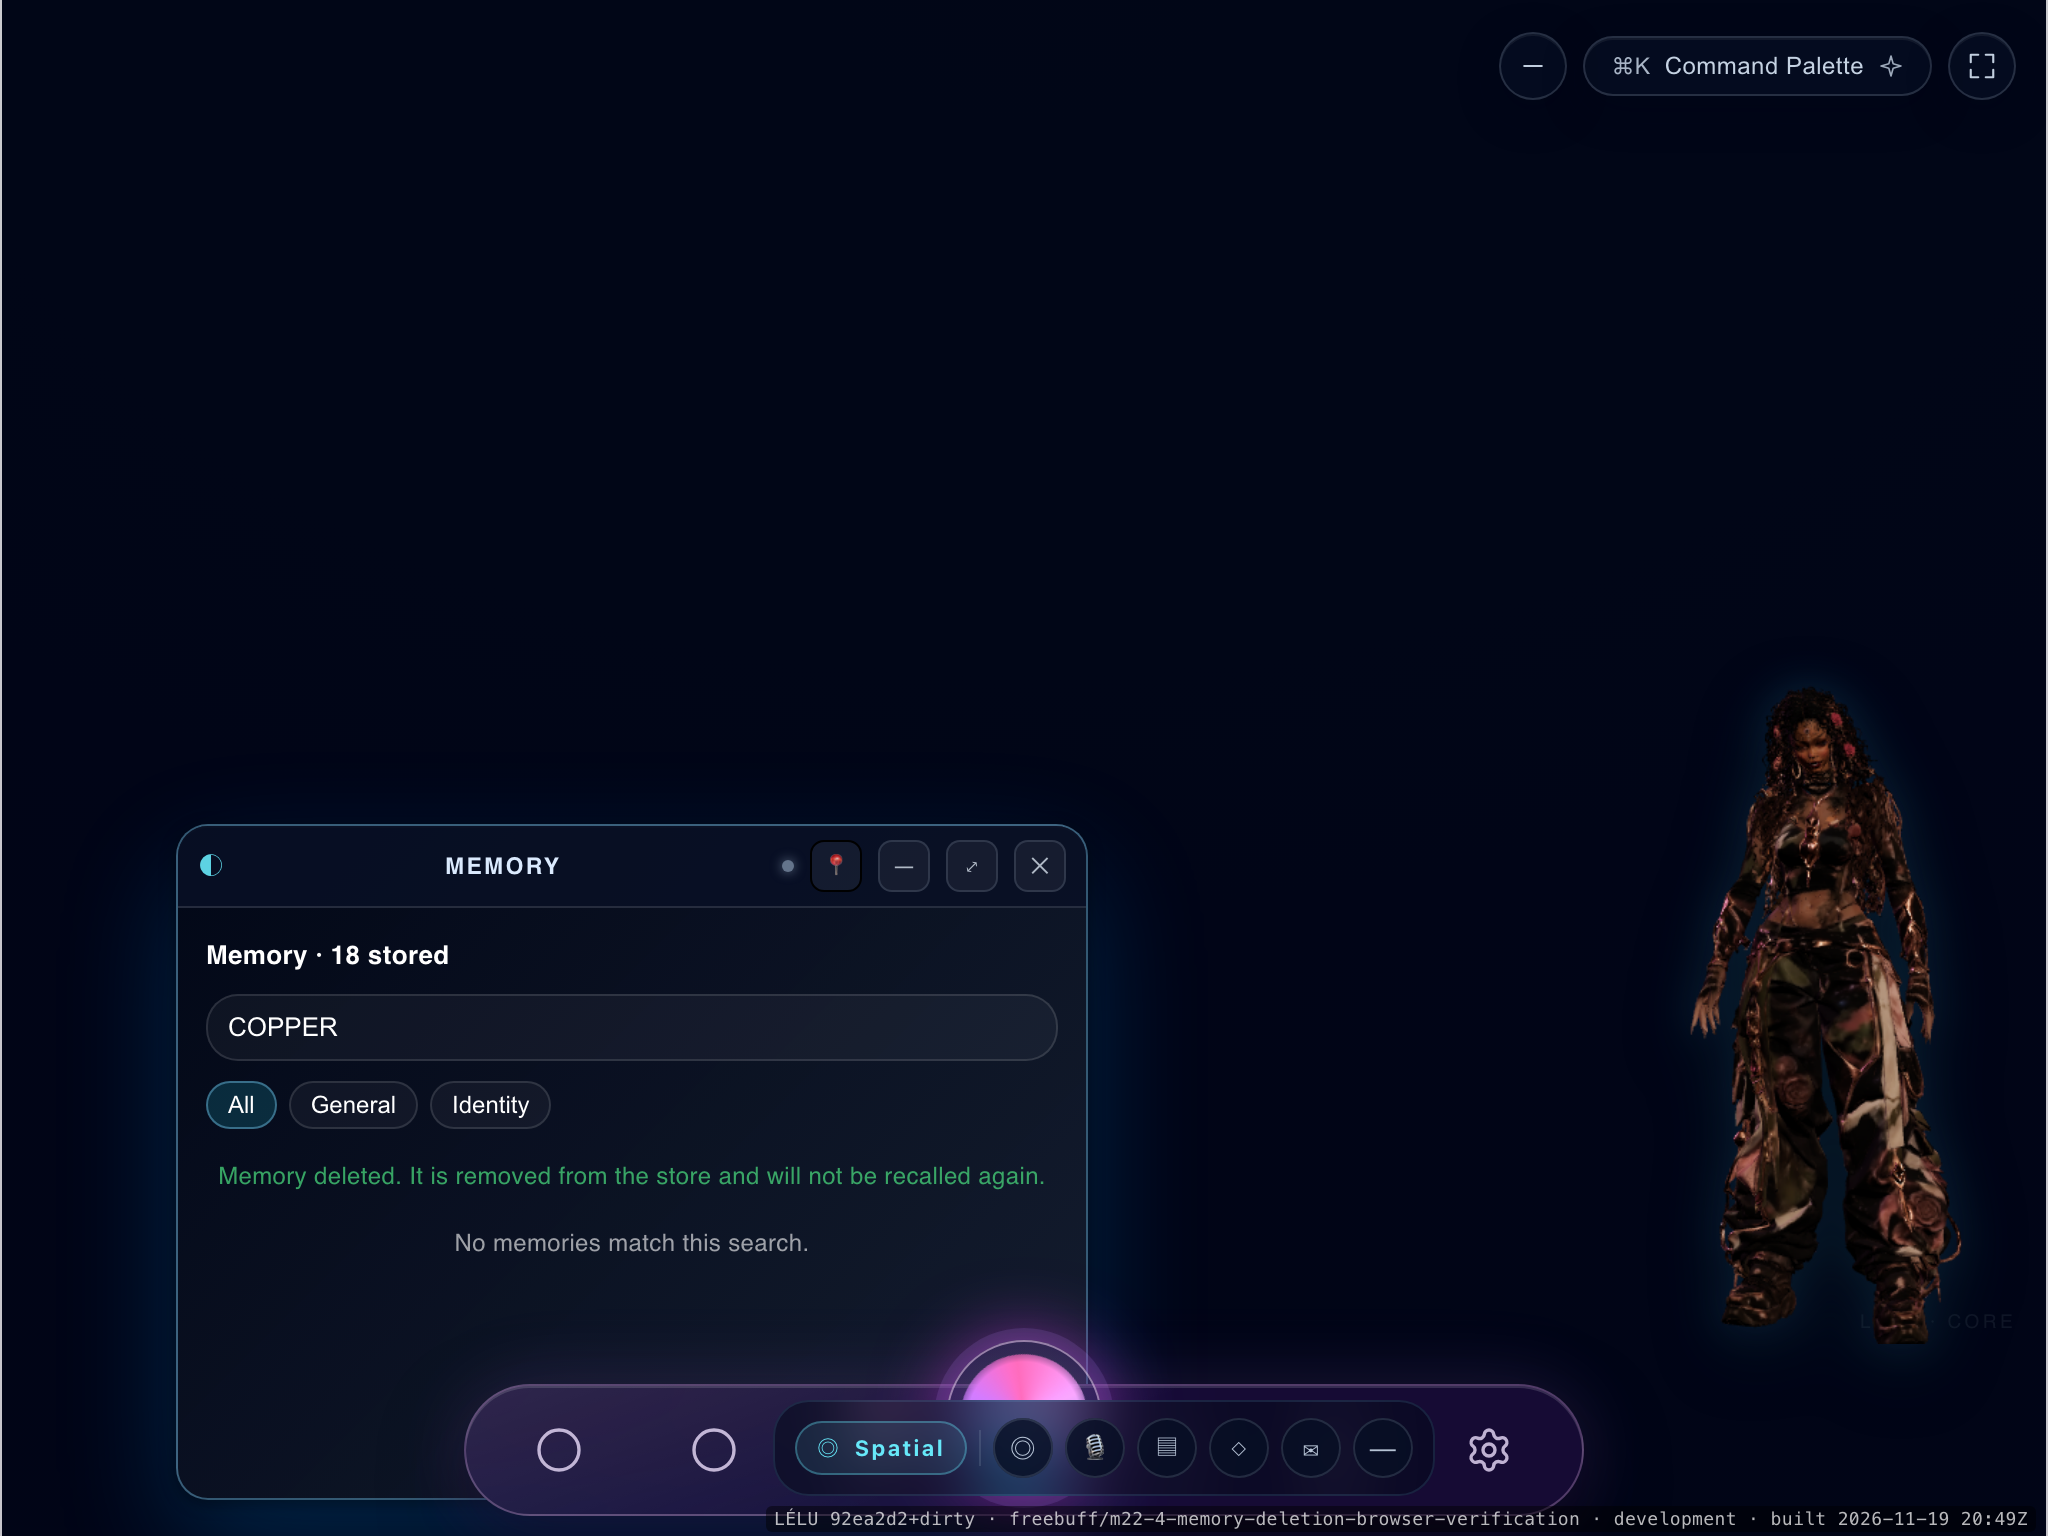 ⌘K Command Palette
MEMORY
Memory · 18 stored
COPPER
All General Identity
Memory deleted. It is removed from the store and will not be recalled again.
No memories match this search.
CORE
Spatial
LÉLU 92ea2d2+dirty · freebuff/m22-4-memory-deletion-browser-verification · development · built 2026-11-19 20:49Z